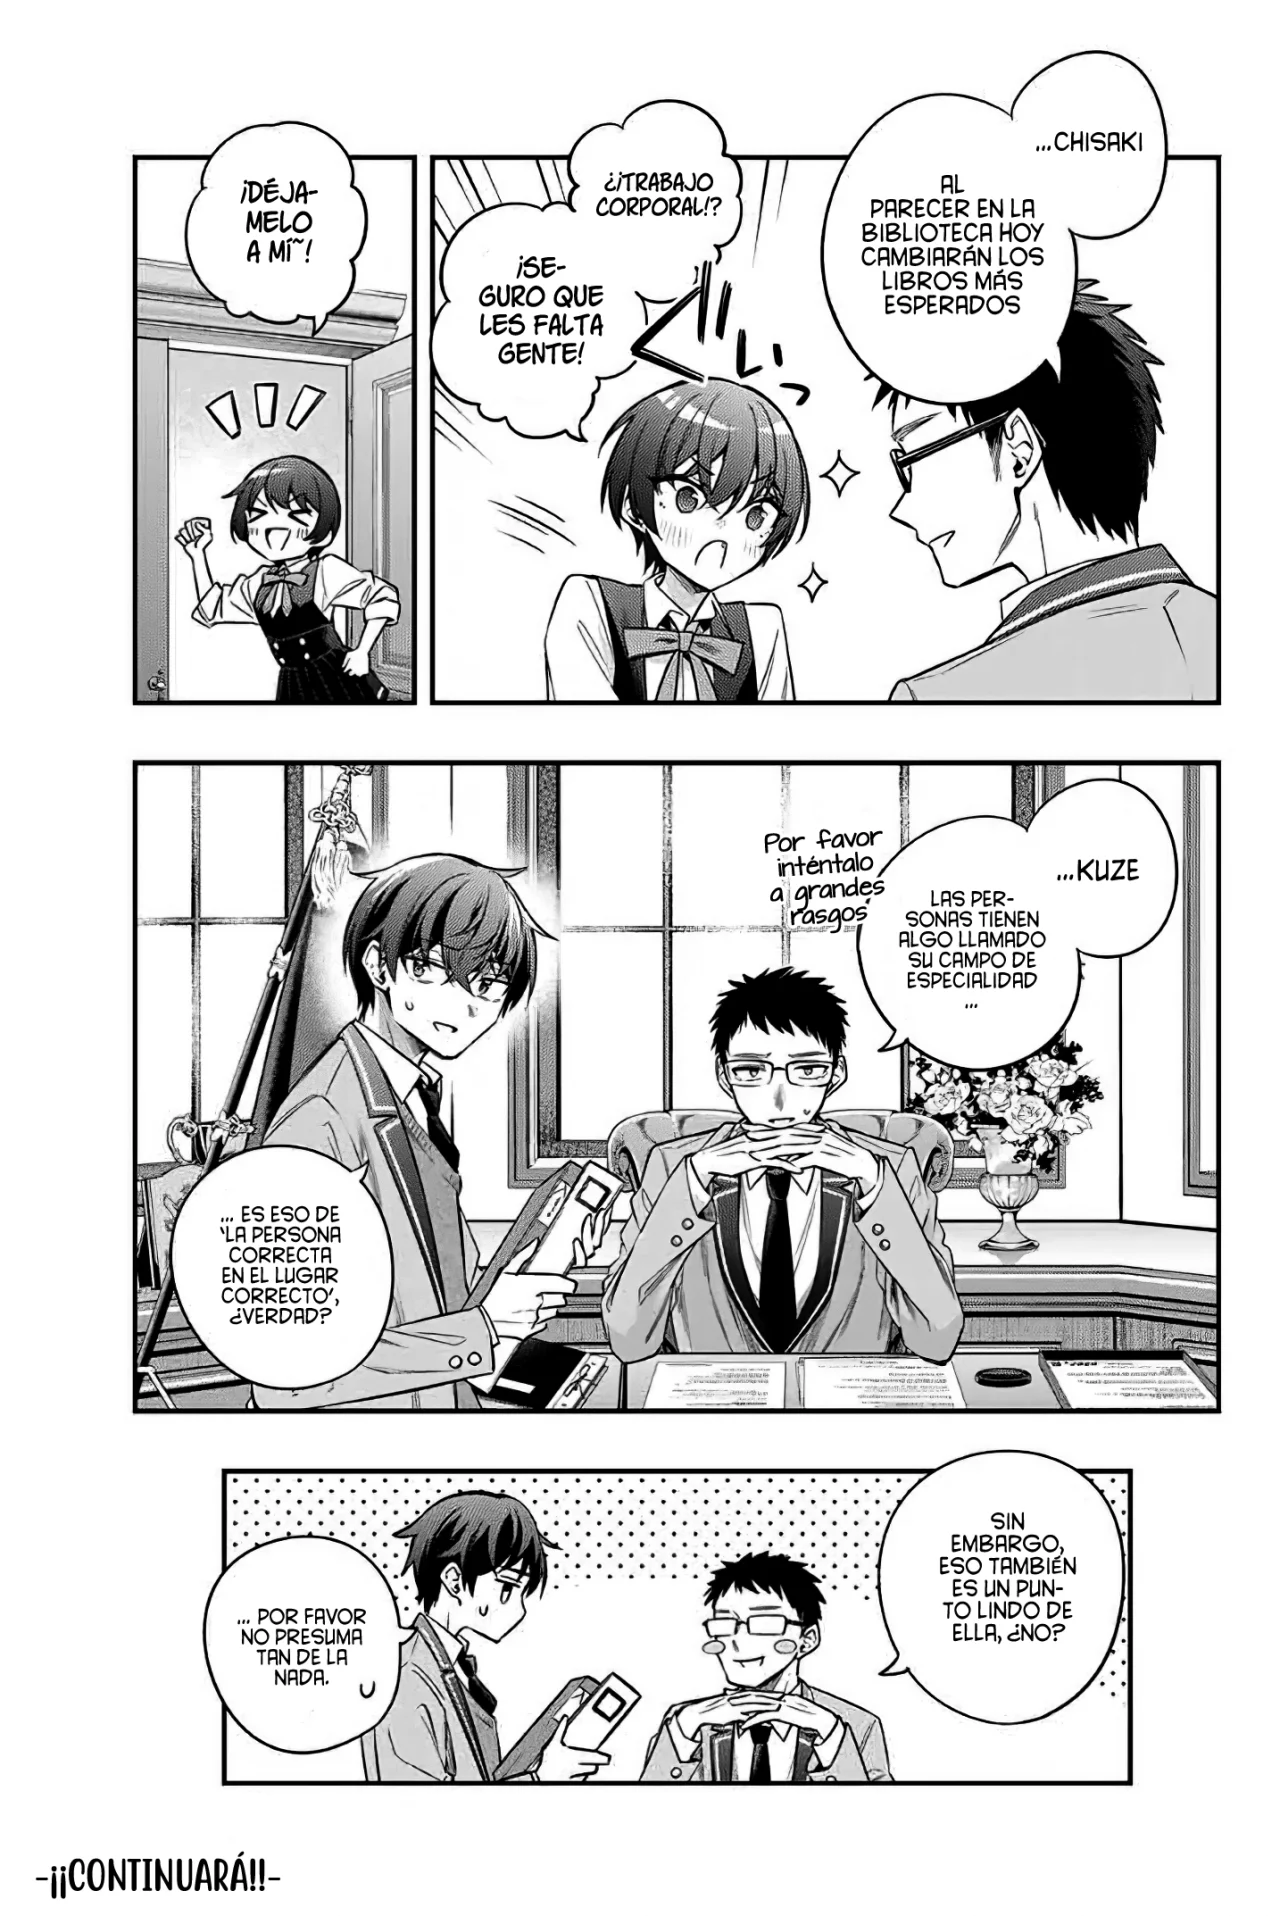 ...CHISAKI
AL
PARECER EN LA
BIBLIOTECA HOY
CAMBIARÁN LOS
LIBROS MÁS
ESPERADOS
¿¡TRABAJO
CORPORAL!?
¡SE-
GURO QUE
LES FALTA
GENTE!
ぐいっ
¡DÉJA-
MELO
A MÍ~!
...KUZE
LAS PER-
SONAS TIENEN
ALGO LLAMADO
SU CAMPO DE
ESPECIALIDAD
...
Por favor
inténtalo
a grandes
rasgos
... ES ESO DE
'LA PERSONA
CORRECTA
EN EL LUGAR
CORRECTO',
¿VERDAD?
SIN
EMBARGO,
ESO TAMBIÉN
ES UN PUN-
TO LINDO DE
ELLA, ¿NO?
... POR FAVOR
NO PRESUMA
TAN DE LA
NADA.
-¡¡CONTINUARÁ!!-